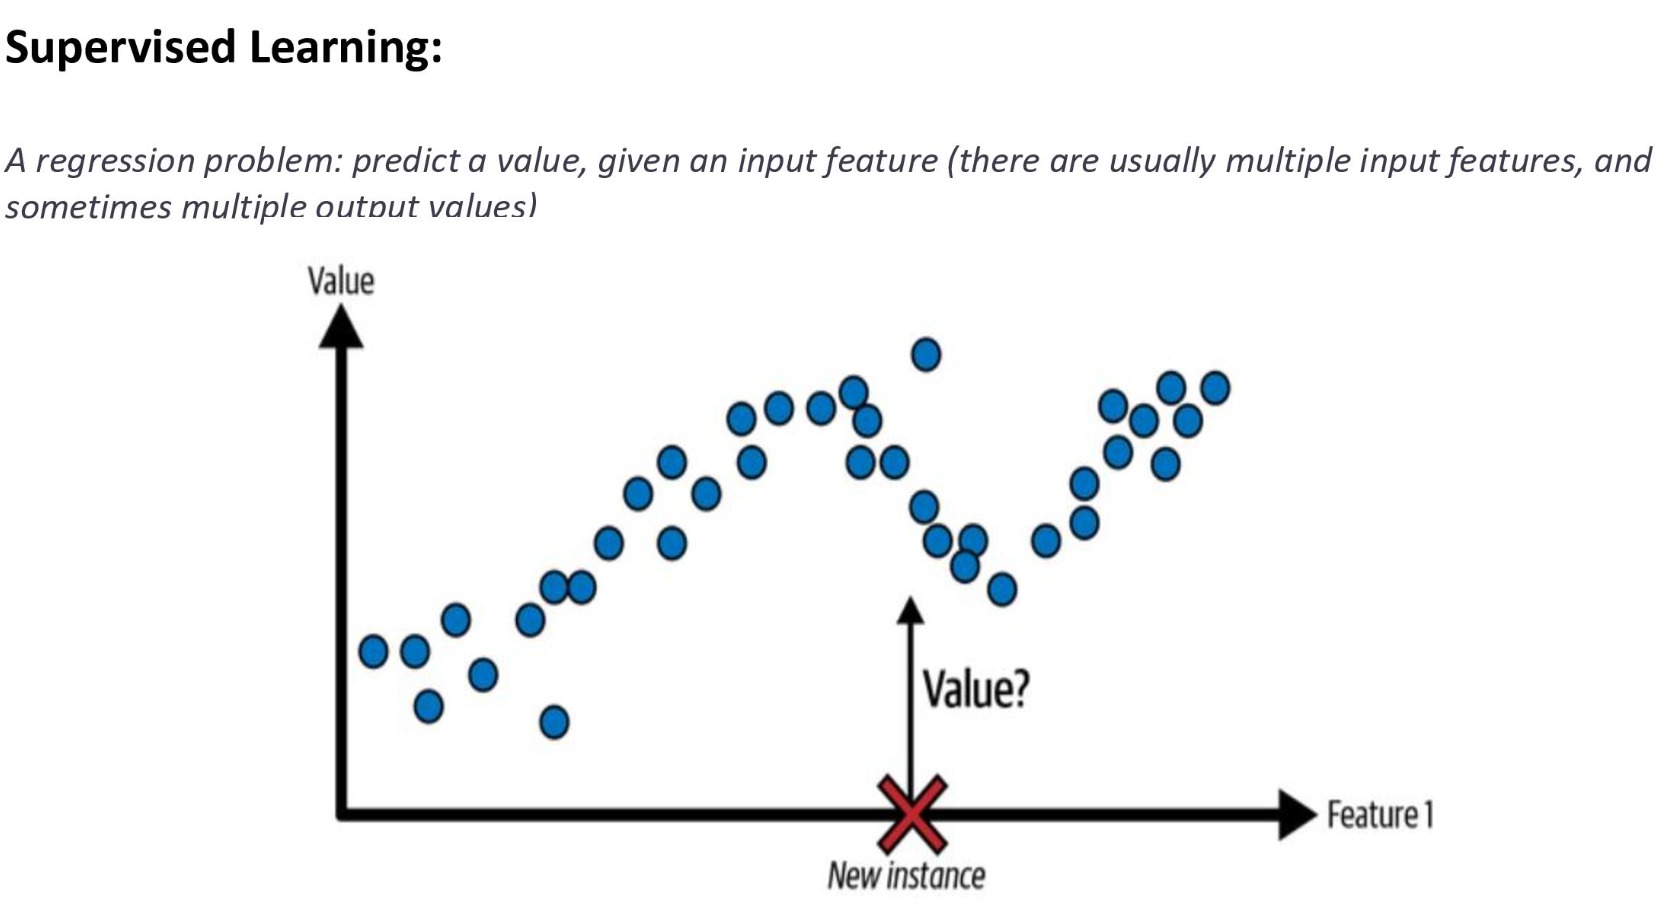 Supervised Learning:
A regression problem: predict a value, given an input feature (there are usually multiple input features, and
sometimes multiple output values)
Value
Value?
Feature 1
New instance